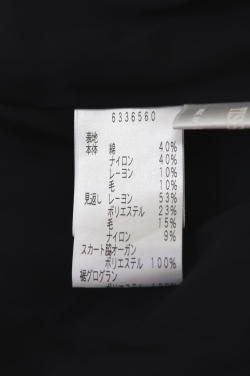 6336560
表地
本体 綿 40%
ナイロン 40%
レーヨン 10%
毛 10%
見返し レーヨン 53%
ポリエステル 23%
毛 15%
ナイロン 9%
スカート脇オーガン
ポリエステル 100%
裾グログラン